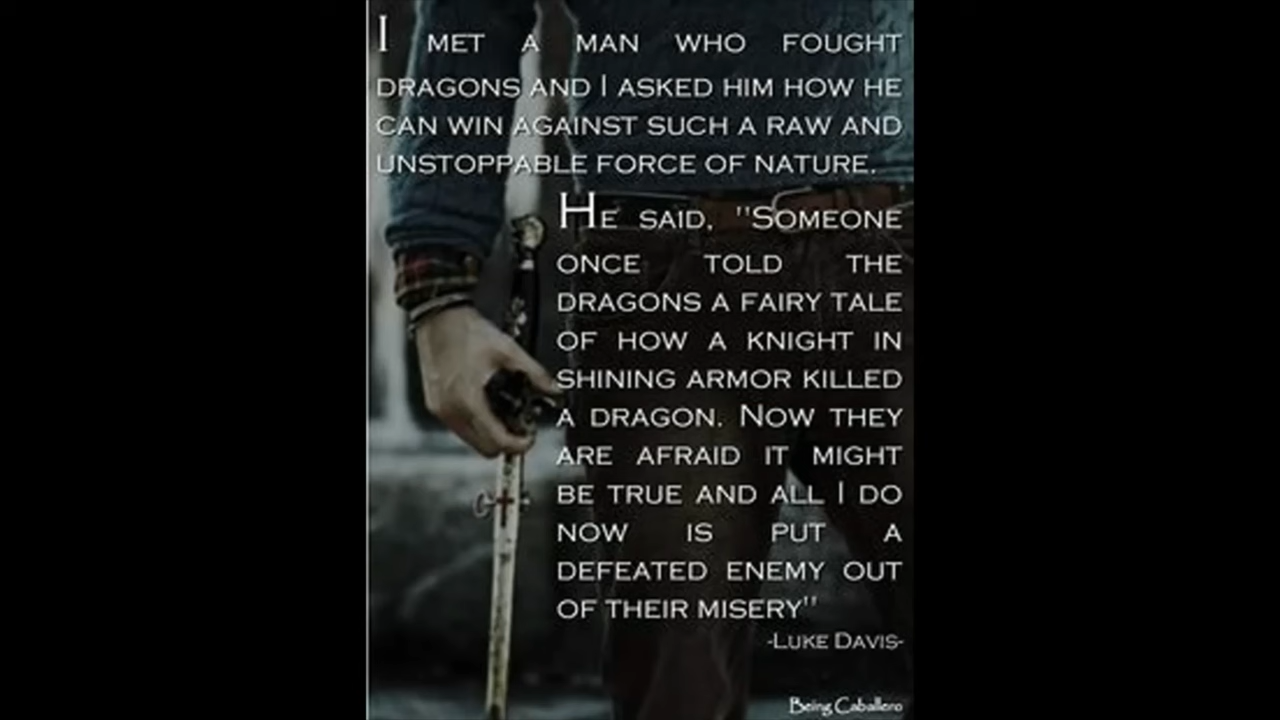 I MET A MAN WHO FOUGHT
DRAGONS AND I ASKED HIM HOW HE
CAN WIN AGAINST SUCH A RAW AND
UNSTOPPABLE FORCE OF NATURE.
HE SAID, "SOMEONE
ONCE TOLD THE
DRAGONS A FAIRY TALE
OF HOW A KNIGHT IN
SHINING ARMOR KILLED
A DRAGON. NOW THEY
ARE AFRAID IT MIGHT
BE TRUE AND ALL I DO
NOW IS PUT A
DEFEATED ENEMY OUT
OF THEIR MISERY"
-LUKE DAVIS-
Being Caballero